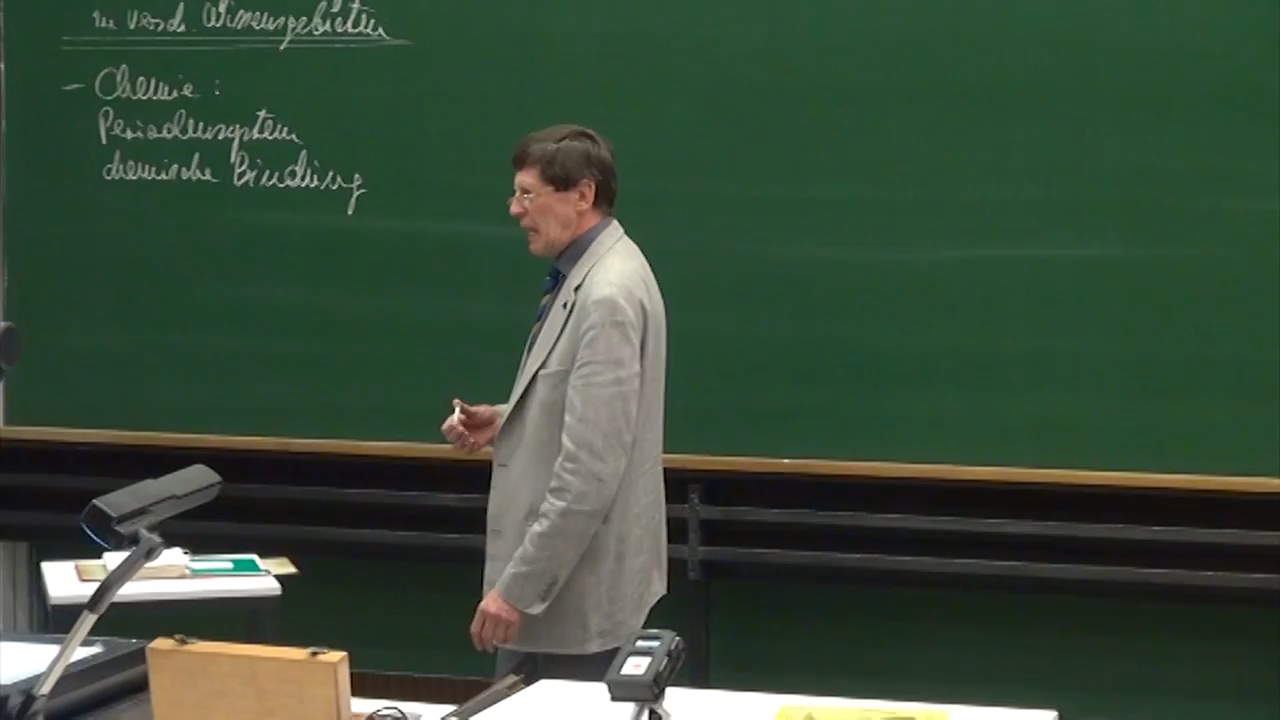 in versch. Wissensgebieten
- Chemie :
Periodensystem
chemische Bindung